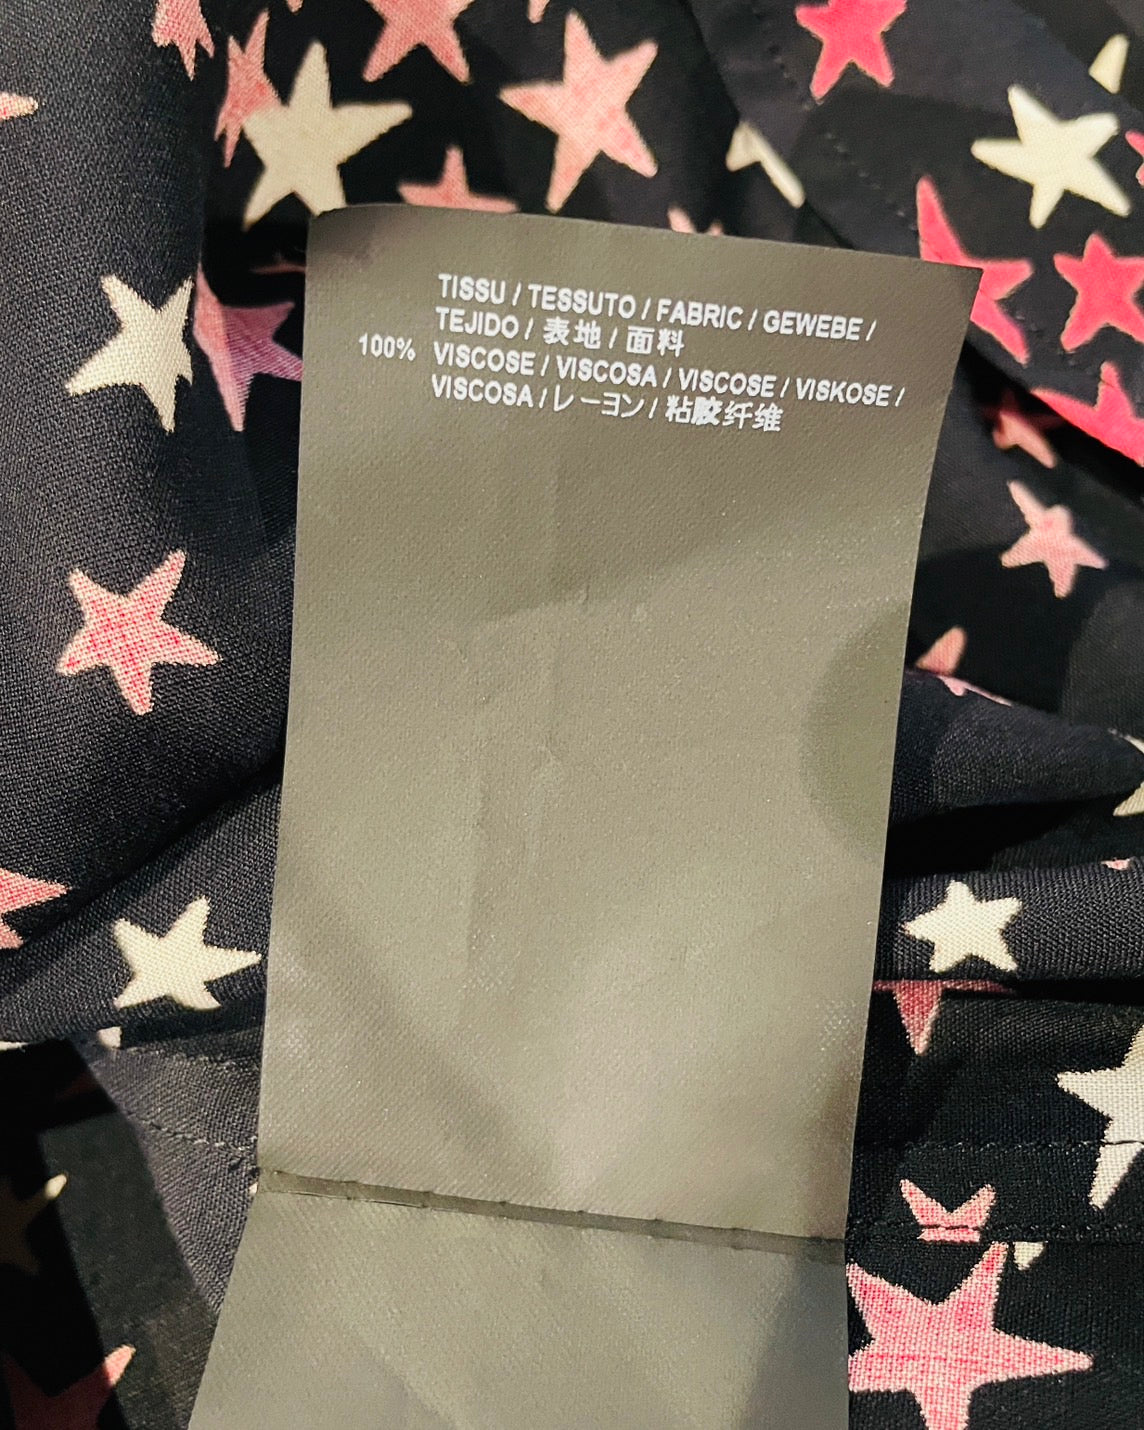 TISSU / TESSUTO / FABRIC / GEWEBE /
TEJIDO / 表地 / 面料
100% VISCOSE / VISCOSA / VISCOSE / VISKOSE /
VISCOSA / レーヨン / 粘胶纤维